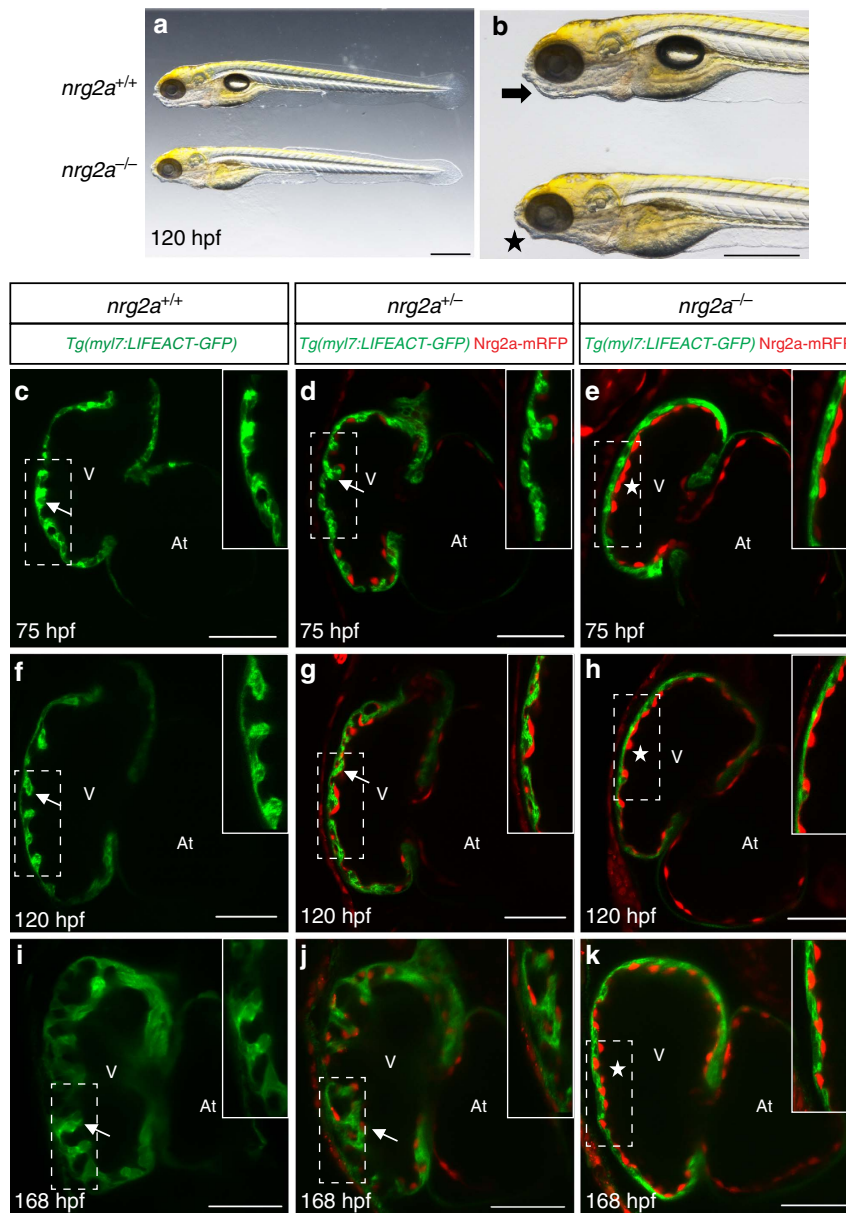 a
b
nrg2a+/+
nrg2a−/−
120 hpf
nrg2a+/+
nrg2a+/−
nrg2a−/−
Tg(myl7:LIFEACT-GFP)
Tg(myl7:LIFEACT-GFP) Nrg2a-mRFP
Tg(myl7:LIFEACT-GFP) Nrg2a-mRFP
c
V
At
75 hpf
d
V
At
75 hpf
e
V
At
75 hpf
f
V
At
120 hpf
g
V
At
120 hpf
h
V
At
120 hpf
i
V
At
168 hpf
j
V
At
168 hpf
k
V
At
168 hpf